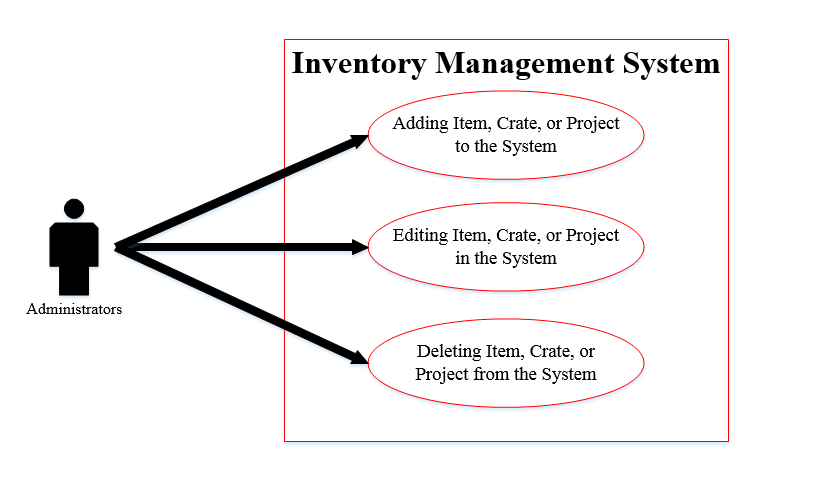 Inventory Management System
Adding Item, Crate, or Project
to the System
Editing Item, Crate, or Project
in the System
Administrators
Deleting Item, Crate, or
Project from the System